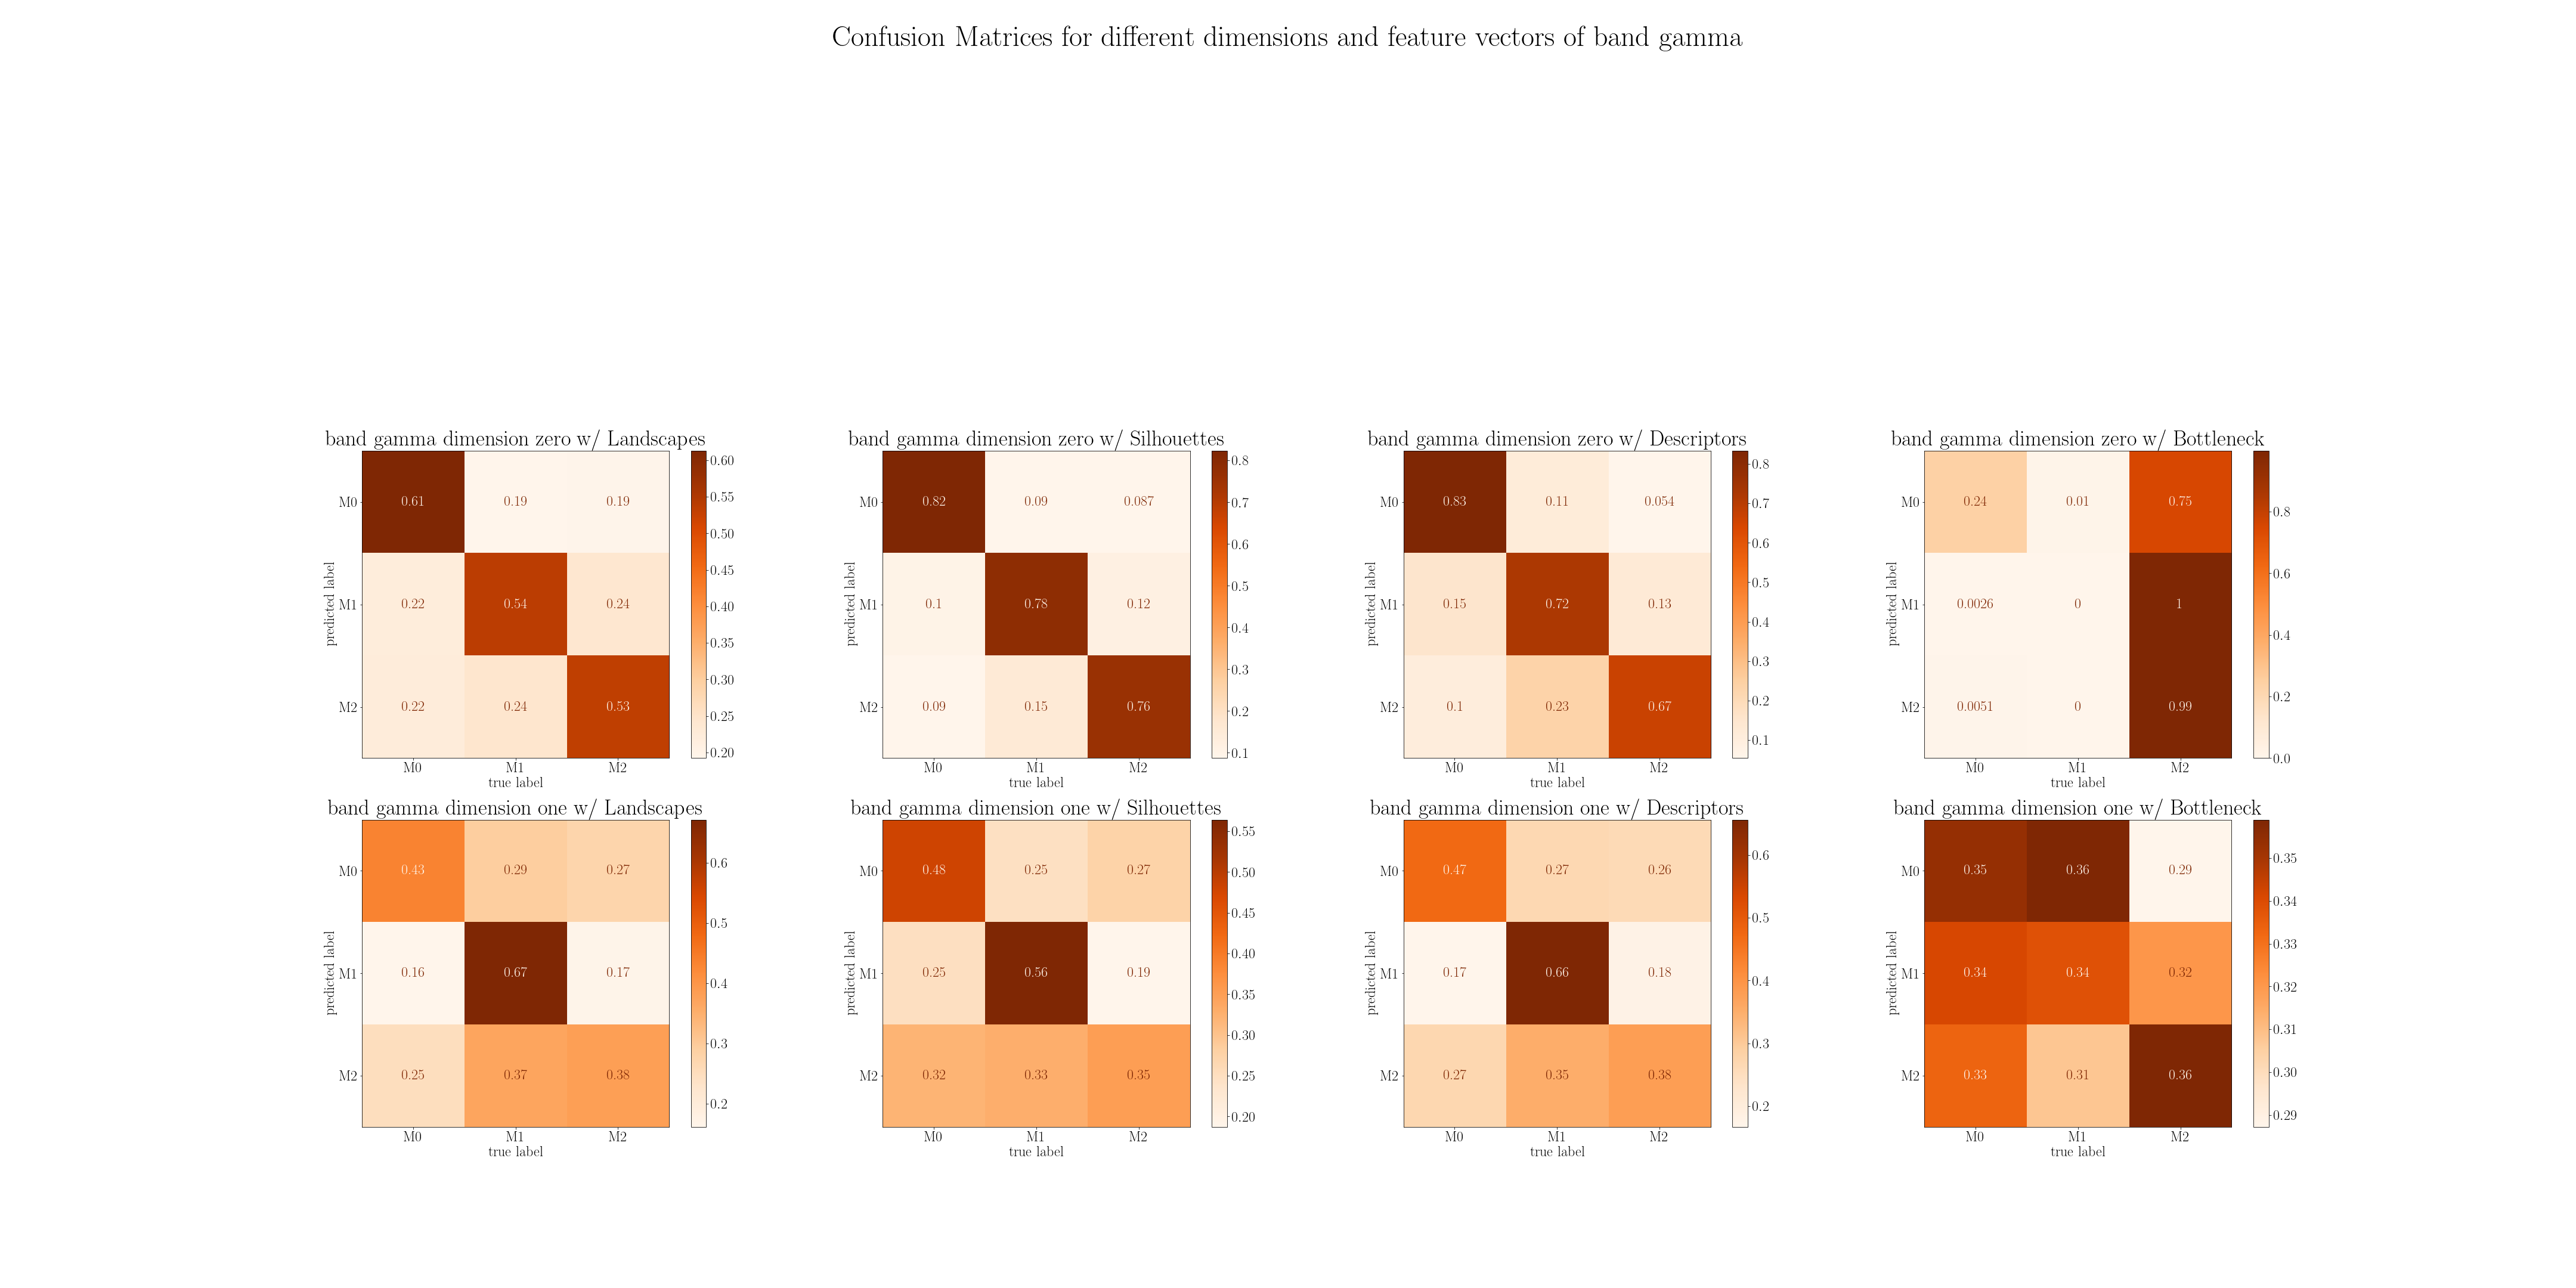 Confusion Matrices for different dimensions and feature vectors of band gamma
band gamma dimension zero w/ Landscapes
predicted label
M0 0.61 0.19 0.19
M1 0.22 0.54 0.24
M2 0.22 0.24 0.53
M0 M1 M2
true label
0.60
0.55
0.50
0.45
0.40
0.35
0.30
0.25
0.20
band gamma dimension zero w/ Silhouettes
predicted label
M0 0.82 0.09 0.087
M1 0.1 0.78 0.12
M2 0.09 0.15 0.76
M0 M1 M2
true label
0.8
0.7
0.6
0.5
0.4
0.3
0.2
0.1
band gamma dimension zero w/ Descriptors
predicted label
M0 0.83 0.11 0.054
M1 0.15 0.72 0.13
M2 0.1 0.23 0.67
M0 M1 M2
true label
0.8
0.7
0.6
0.5
0.4
0.3
0.2
0.1
band gamma dimension zero w/ Bottleneck
predicted label
M0 0.24 0.01 0.75
M1 0.0026 0 1
M2 0.0051 0 0.99
M0 M1 M2
true label
0.8
0.6
0.4
0.2
0.0
band gamma dimension one w/ Landscapes
predicted label
M0 0.43 0.29 0.27
M1 0.16 0.67 0.17
M2 0.25 0.37 0.38
M0 M1 M2
true label
0.6
0.5
0.4
0.3
0.2
band gamma dimension one w/ Silhouettes
predicted label
M0 0.48 0.25 0.27
M1 0.25 0.56 0.19
M2 0.32 0.33 0.35
M0 M1 M2
true label
0.55
0.50
0.45
0.40
0.35
0.30
0.25
0.20
band gamma dimension one w/ Descriptors
predicted label
M0 0.47 0.27 0.26
M1 0.17 0.66 0.18
M2 0.27 0.35 0.38
M0 M1 M2
true label
0.6
0.5
0.4
0.3
0.2
band gamma dimension one w/ Bottleneck
predicted label
M0 0.35 0.36 0.29
M1 0.34 0.34 0.32
M2 0.33 0.31 0.36
M0 M1 M2
true label
0.35
0.34
0.33
0.32
0.31
0.30
0.29